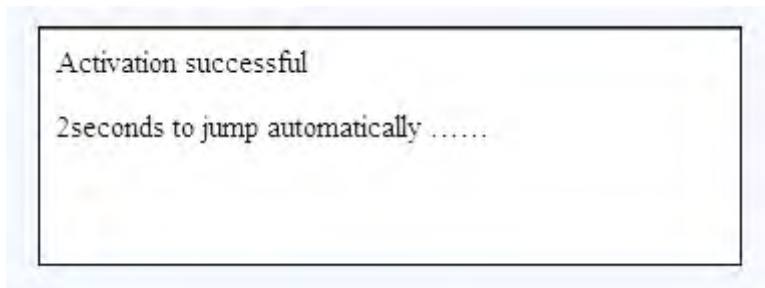 Activation successful
2seconds to jump automatically ……